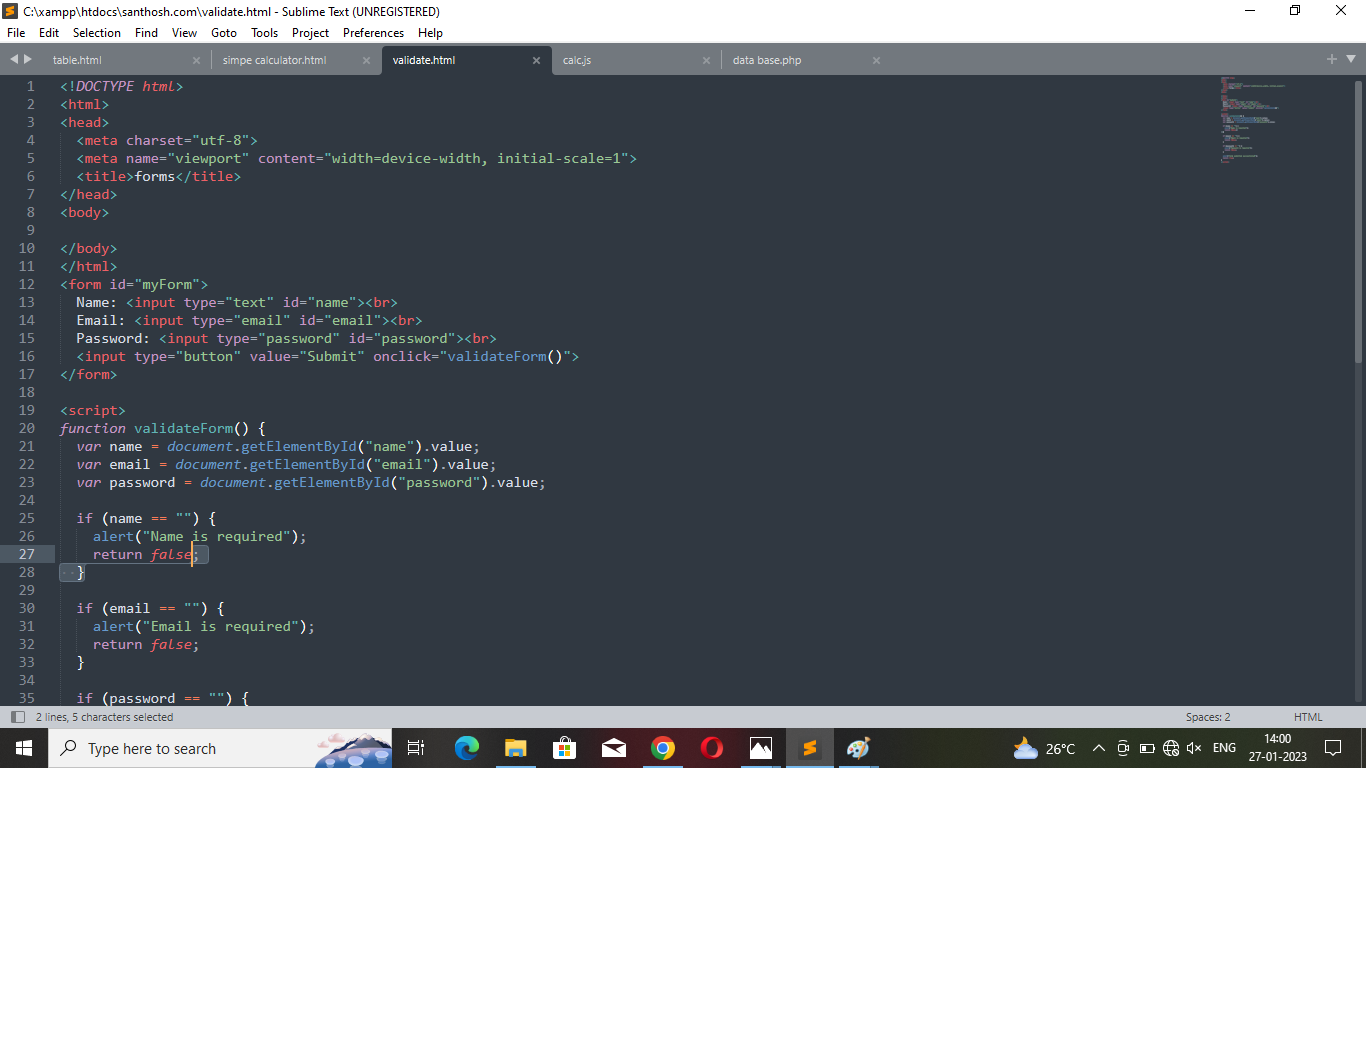 C:\xampp\htdocs\santhosh.com\validate.html - Sublime Text (UNREGISTERED)
File Edit Selection Find View Goto Tools Project Preferences Help
table.html simpe calculator.html validate.html calc.js data base.php
1 <!DOCTYPE html>
2 <html>
3 <head>
4 <meta charset="utf-8">
5 <meta name="viewport" content="width=device-width, initial-scale=1">
6 <title>forms</title>
7 </head>
8 <body>
9
10 </body>
11 </html>
12 <form id="myForm">
13 Name: <input type="text" id="name"><br>
14 Email: <input type="email" id="email"><br>
15 Password: <input type="password" id="password"><br>
16 <input type="button" value="Submit" onclick="validateForm()">
17 </form>
18
19 <script>
20 function validateForm() {
21 var name = document.getElementById("name").value;
22 var email = document.getElementById("email").value;
23 var password = document.getElementById("password").value;
24
25 if (name == "") {
26 alert("Name is required");
27 return false;
28 }
29
30 if (email == "") {
31 alert("Email is required");
32 return false;
33 }
34
35 if (password == "") {
2 lines, 5 characters selected Spaces: 2 HTML
Type here to search 26°C ENG 14:00
27-01-2023